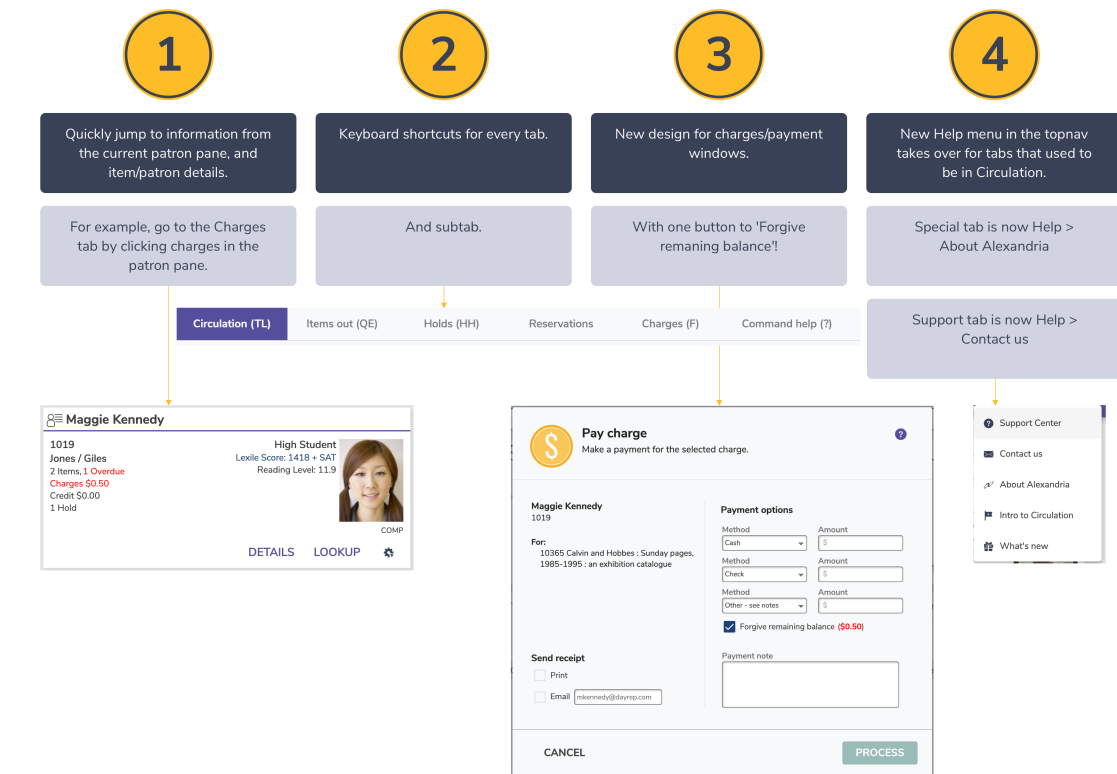 1
2
3
4
Quickly jump to information from
the current patron pane, and
item/patron details.
Keyboard shortcuts for every tab.
New design for charges/payment
windows.
New Help menu in the topnav
takes over for tabs that used to
be in Circulation.
For example, go to the Charges
tab by clicking charges in the
patron pane.
And subtab.
With one button to 'Forgive
remaning balance'!
Special tab is now Help >
About Alexandria
Support tab is now Help >
Contact us
Circulation (TL)
Items out (QE)
Holds (HH)
Reservations
Charges (F)
Command help (?)
Maggie Kennedy
1019
Jones / Giles
2 Items, 1 Overdue
Charges $0.50
Credit $0.00
1 Hold
High Student
Lexile Score: 1418 + SAT
Reading Level: 11.9
COMP
DETAILS
LOOKUP
$
Pay charge
Make a payment for the selected charge.
?
Maggie Kennedy
1019
For:
10365 Calvin and Hobbes : Sunday pages,
1985-1995 : an exhibition catalogue
Send receipt
Print
Email mkennedy@dayrep.com
Payment options
Method Amount
Cash $
Method Amount
Check $
Method Amount
Other - see notes $
Forgive remaining balance ($0.50)
Payment note
CANCEL
PROCESS
? Support Center
Contact us
About Alexandria
Intro to Circulation
What's new